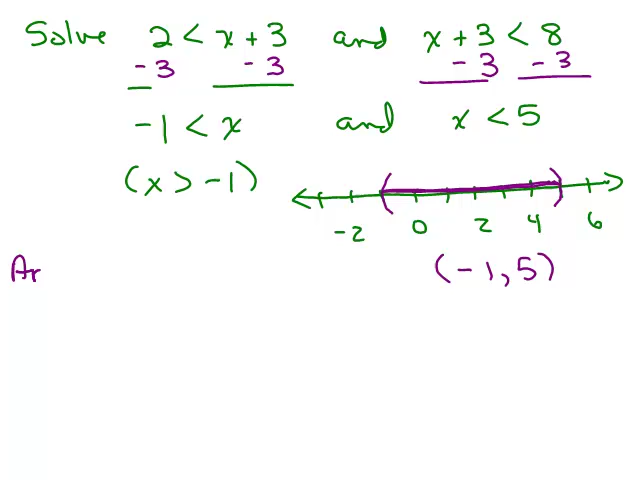 Solve 2 < x + 3 and x + 3 < 8
- 3 - 3 - 3 - 3
-1 < x and x < 5
(x > -1)
-2 0 2 4 6
Ar (-1, 5)